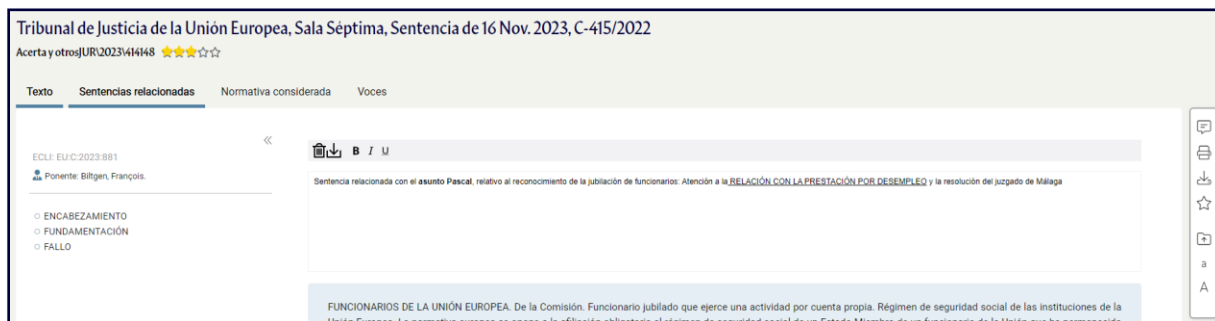 Tribunal de Justicia de la Unión Europea, Sala Séptima, Sentencia de 16 Nov. 2023, C-415/2022
Acerta y otrosJUR\2023\414148
Texto Sentencias relacionadas Normativa considerada Voces
ECLI: EU:C:2023:881
Ponente: Biltgen, François.
ENCABEZAMIENTO
FUNDAMENTACIÓN
FALLO
B I U
Sentencia relacionada con el asunto Pascal, relativo al reconocimiento de la jubilación de funcionarios: Atención a la RELACIÓN CON LA PRESTACIÓN POR DESEMPLEO y la resolución del juzgado de Málaga
FUNCIONARIOS DE LA UNIÓN EUROPEA. De la Comisión. Funcionario jubilado que ejerce una actividad por cuenta propia. Régimen de seguridad social de las instituciones de la
a
A